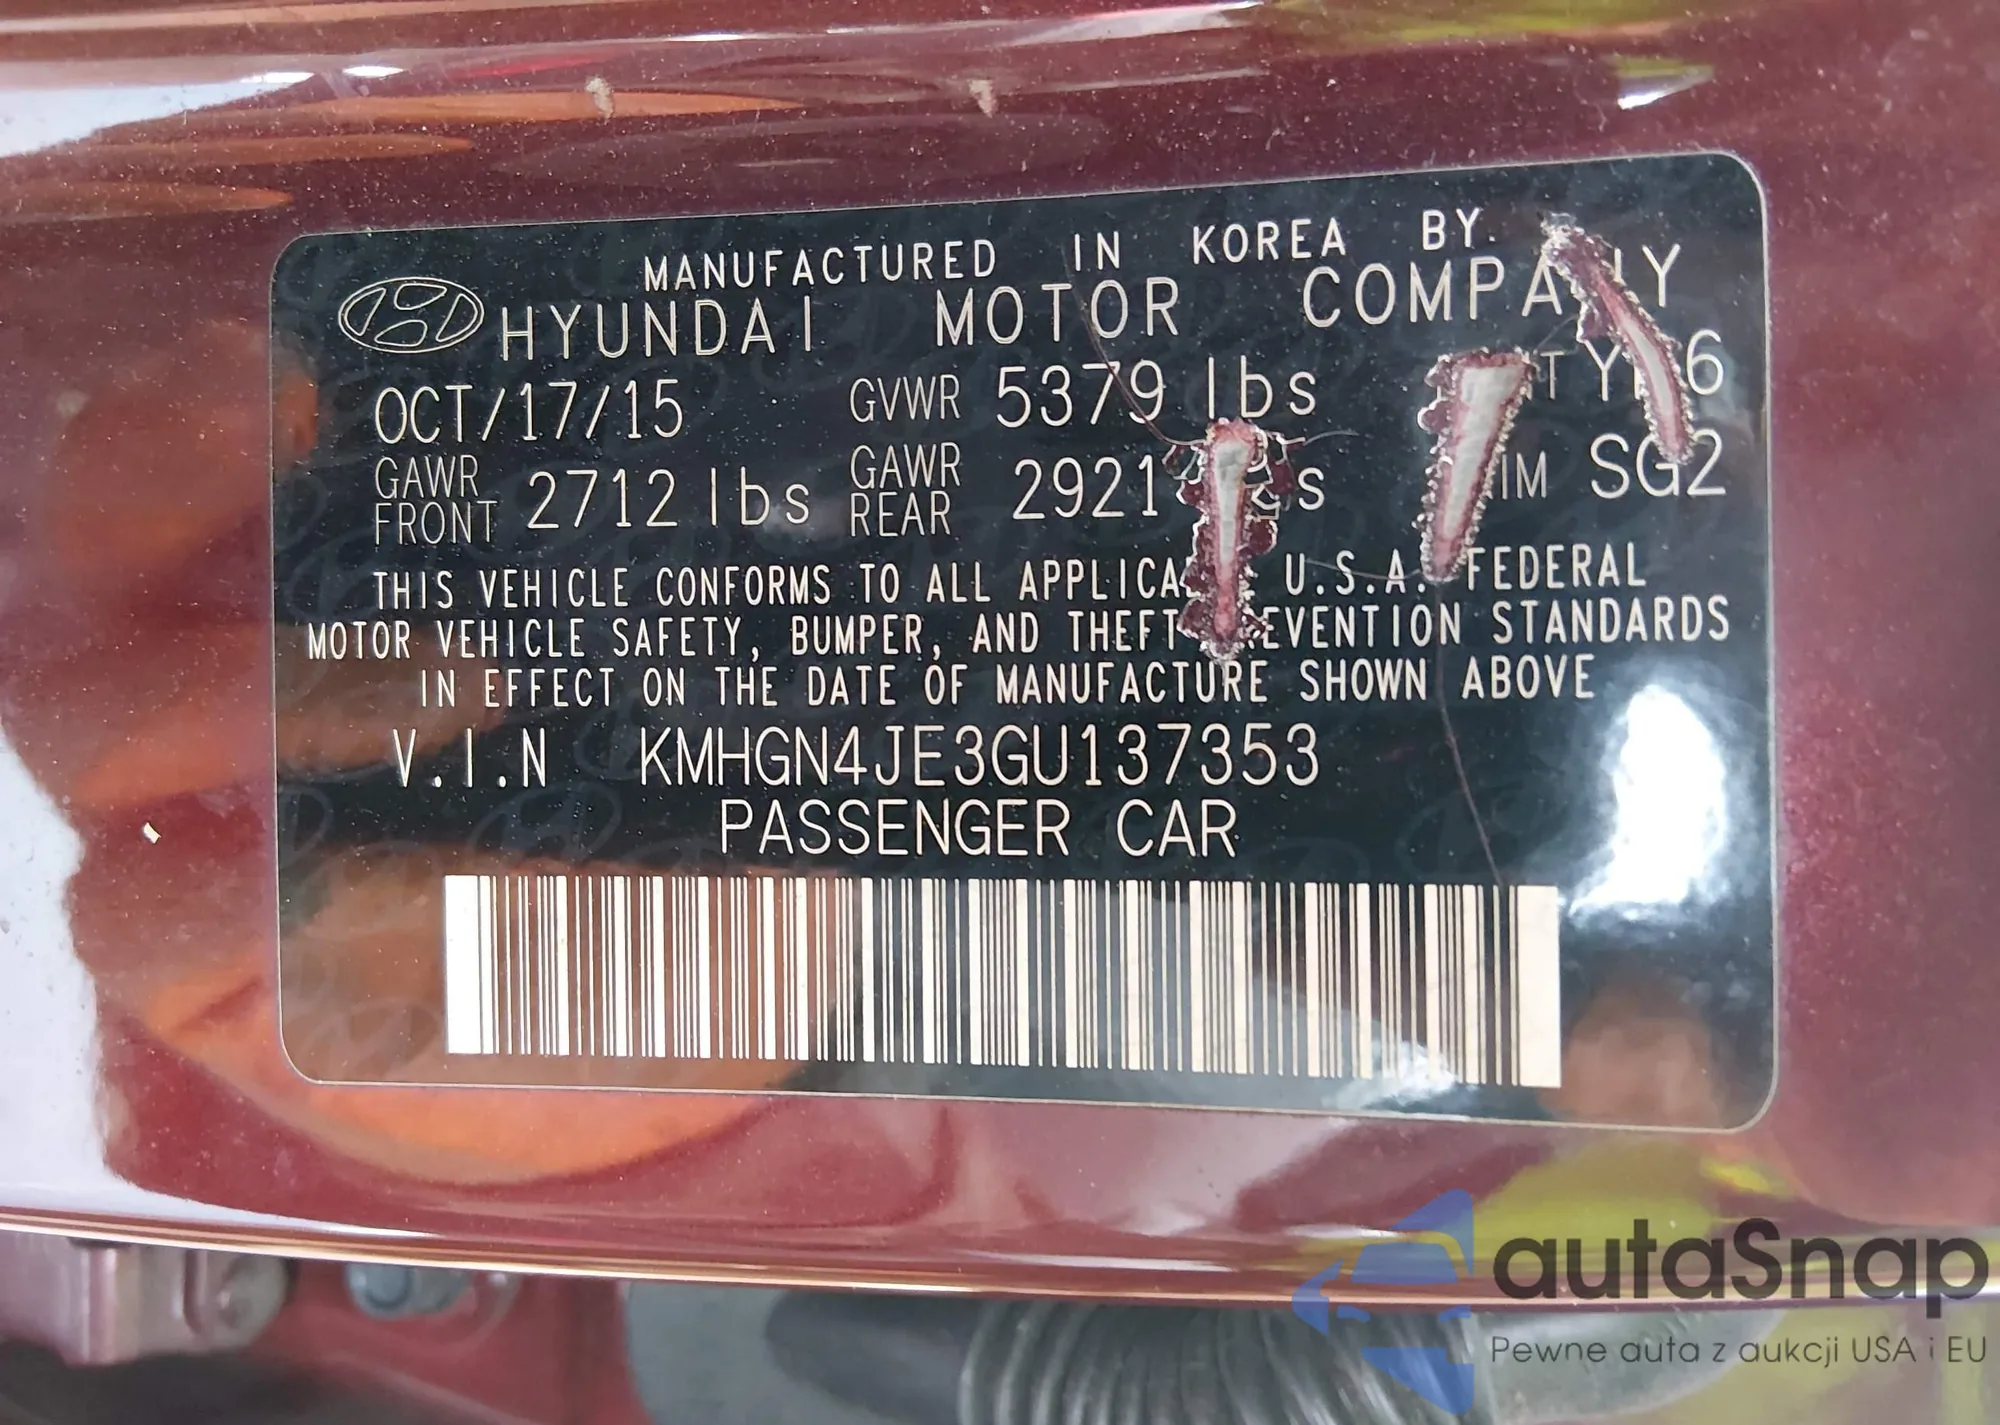 MANUFACTURED IN KOREA BY.
HYUNDAI MOTOR COMPANY
OCT/17/15 GVWR 5379 lbs
GAWR FRONT 2712 lbs GAWR REAR 2921 SG2
THIS VEHICLE CONFORMS TO ALL U.S.A. FEDERAL
MOTOR VEHICLE SAFETY, BUMPER, AND THEFT STANDARDS
IN EFFECT ON THE DATE OF MANUFACTURE SHOWN ABOVE
V.I.N KMHGN4JE3GU137353
PASSENGER CAR
autaSnap
Pewne auta z aukcji USA i EU